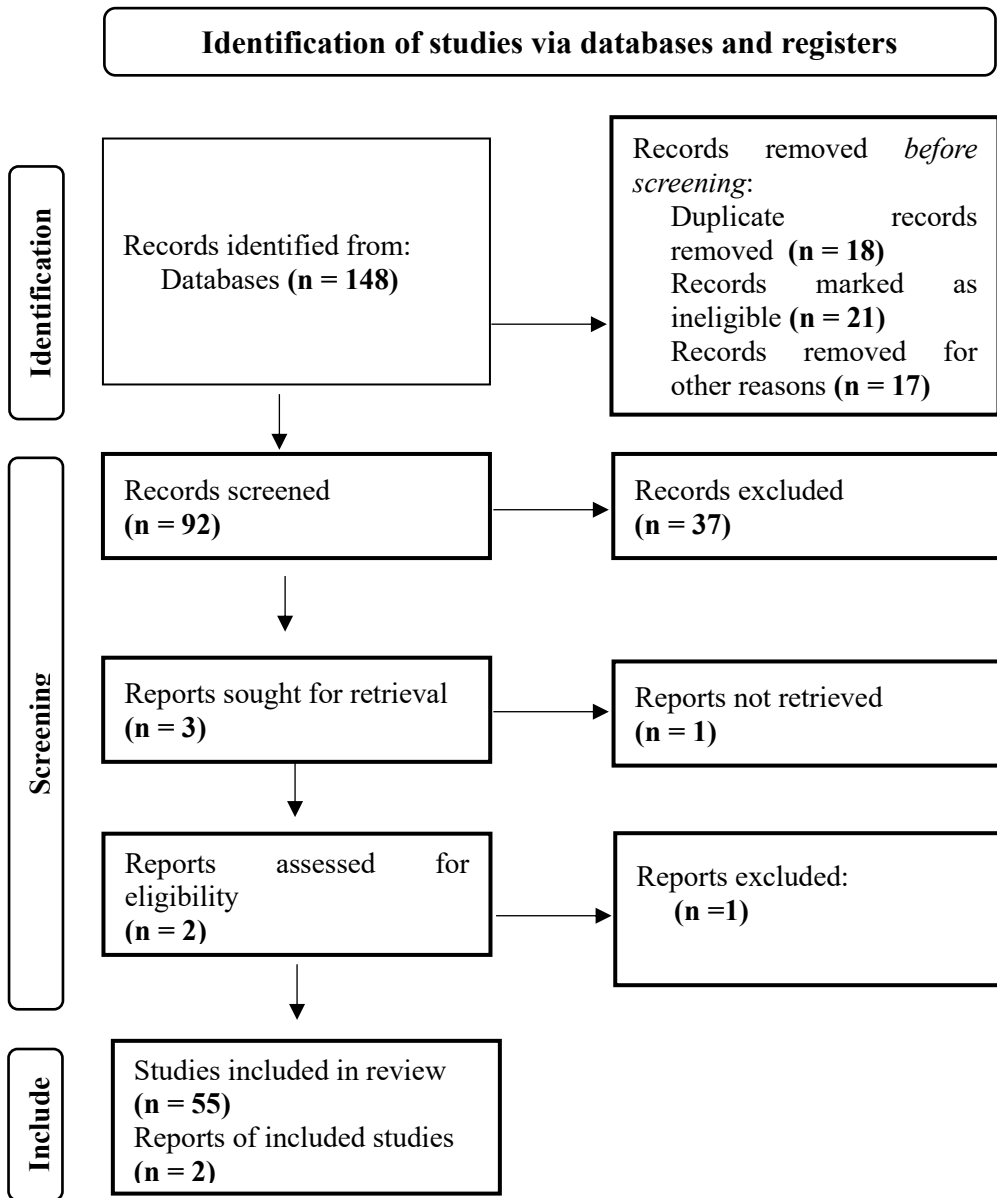 Identification of studies via databases and registers
Identification
Records identified from:
Databases (n = 148)
Records removed before
screening:
Duplicate records
removed (n = 18)
Records marked as
ineligible (n = 21)
Records removed for
other reasons (n = 17)
Screening
Records screened
(n = 92)
Records excluded
(n = 37)
Reports sought for retrieval
(n = 3)
Reports not retrieved
(n = 1)
Reports assessed for
eligibility
(n = 2)
Reports excluded:
(n =1)
Include
Studies included in review
(n = 55)
Reports of included studies
(n = 2)